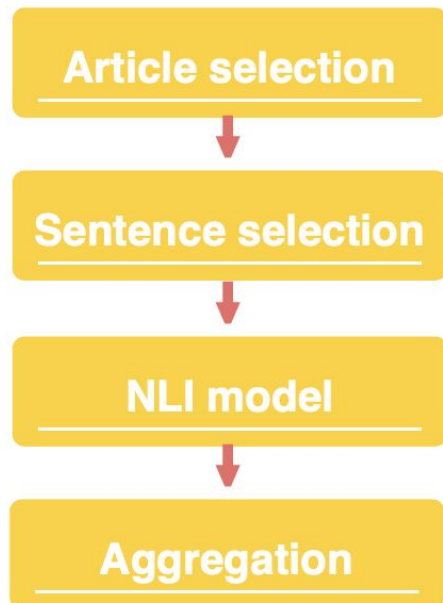 Article selection
Sentence selection
NLI model
Aggregation